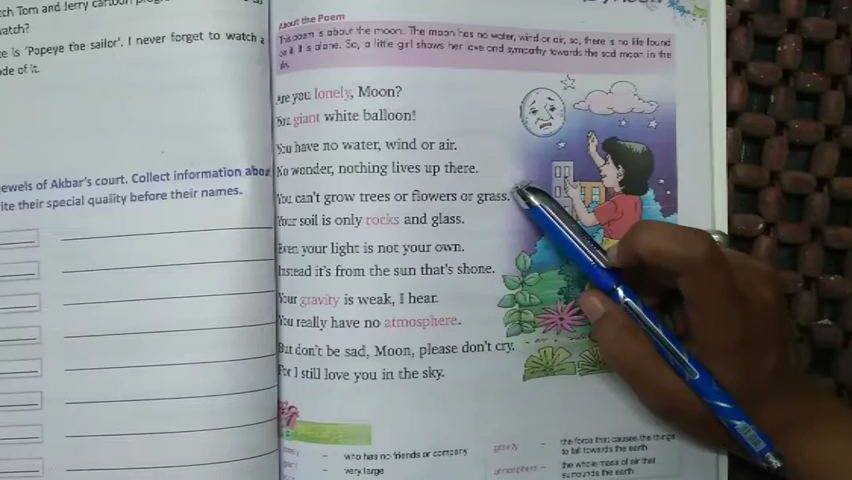 Tom and Jerry cartoon
watch?
is 'Popeye the sailor'. I never forget to watch a
of it.
ewels of Akbar's court. Collect information abou
ite their special quality before their names.
About the Poem
This poem is about the moon. The moon has no water, wind or air, so, there is no life found
on it. It is alone. So, a little girl shows her love and sympathy towards the sad moon in the
sky.
Are you lonely, Moon?
You giant white balloon!
You have no water, wind or air.
No wonder, nothing lives up there.
You can't grow trees or flowers or grass.
Your soil is only rocks and glass.
Even your light is not your own.
Instead it's from the sun that's shone.
Your gravity is weak, I hear.
You really have no atmosphere.
But don't be sad, Moon, please don't cry.
For I still love you in the sky.
lonely – who has no friends or company
giant – very large
gravity – the force that causes the things
to fall towards the earth
atmosphere – the whole mass of air that
surrounds the earth